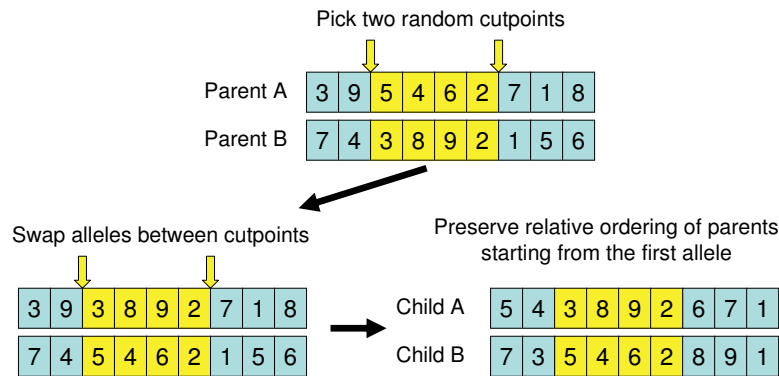 Pick two random cutpoints
Parent A 3 9 5 4 6 2 7 1 8
Parent B 7 4 3 8 9 2 1 5 6
Swap alleles between cutpoints
3 9 3 8 9 2 7 1 8
7 4 5 4 6 2 1 5 6
Preserve relative ordering of parents
starting from the first allele
Child A 5 4 3 8 9 2 6 7 1
Child B 7 3 5 4 6 2 8 9 1